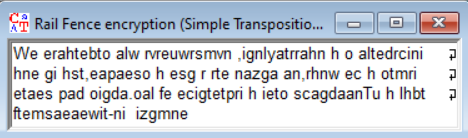 Rail Fence encryption (Simple Transpositio...
We erahtebto alw rvreuwrsmvn ,ignlyatrrahn h o altedrcini
hne gi hst,eapaeso h esg r rte nazga an,rhnw ec h otmri
etaes pad oigda.oal fe ecigtetpri h ieto scagdaanTu h lhbt
ftemsaeaewit-ni  izgmne